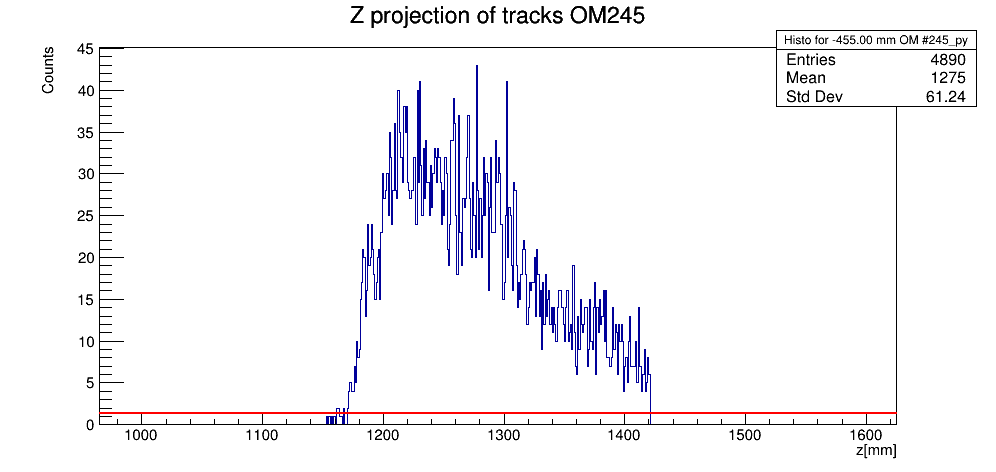 Z projection of tracks OM245
Histo for -455.00 mm OM #245_py
Entries 4890
Mean 1275
Std Dev 61.24
Counts
45
40
35
30
25
20
15
10
5
0
1000 1100 1200 1300 1400 1500 1600
z[mm]